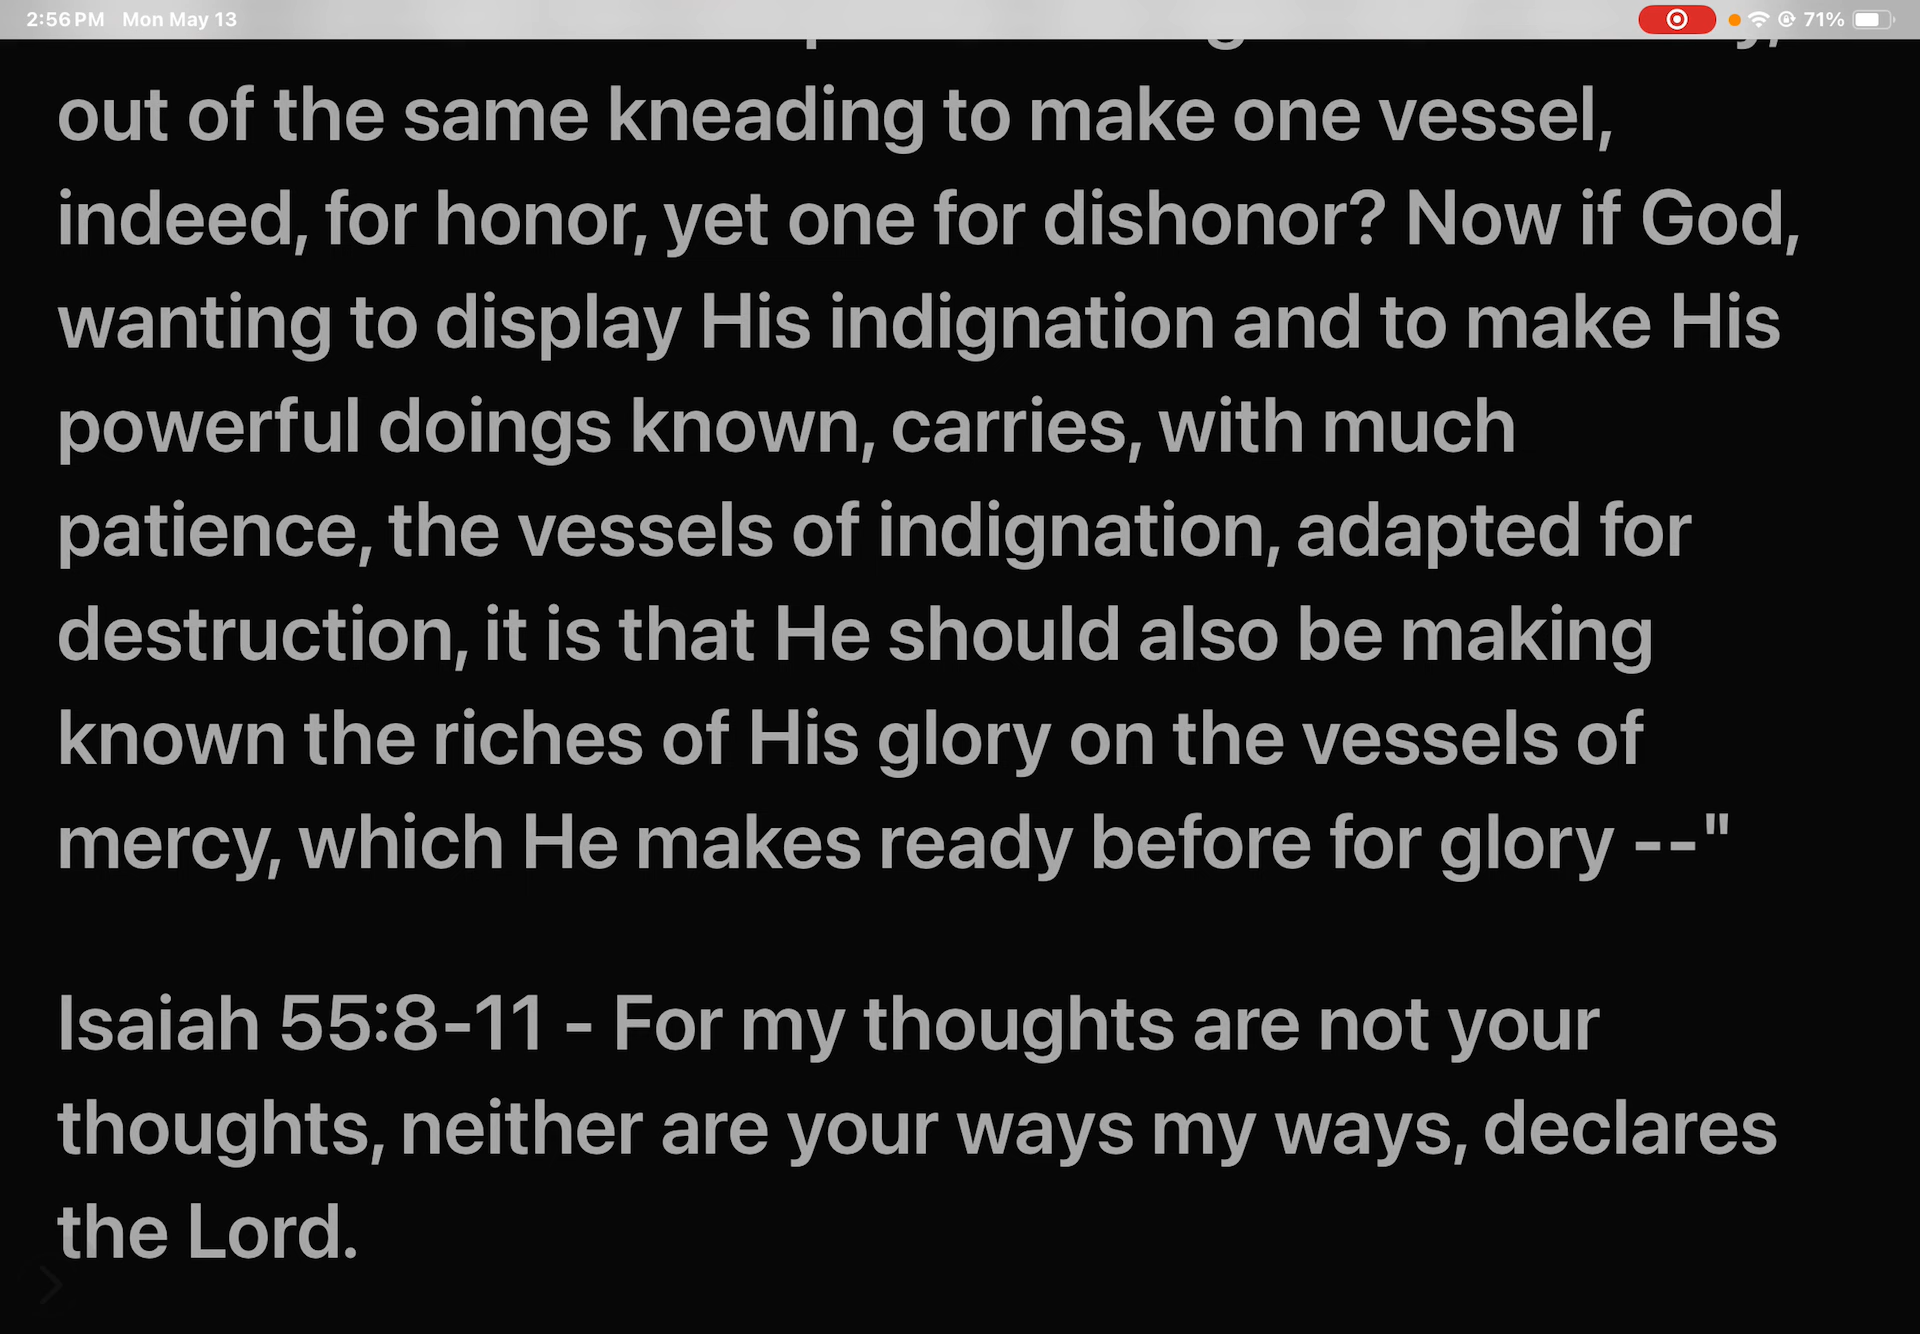 2:56 PM Mon May 13 71%
out of the same kneading to make one vessel,
indeed, for honor, yet one for dishonor? Now if God,
wanting to display His indignation and to make His
powerful doings known, carries, with much
patience, the vessels of indignation, adapted for
destruction, it is that He should also be making
known the riches of His glory on the vessels of
mercy, which He makes ready before for glory --"
Isaiah 55:8-11 - For my thoughts are not your
thoughts, neither are your ways my ways, declares
the Lord.